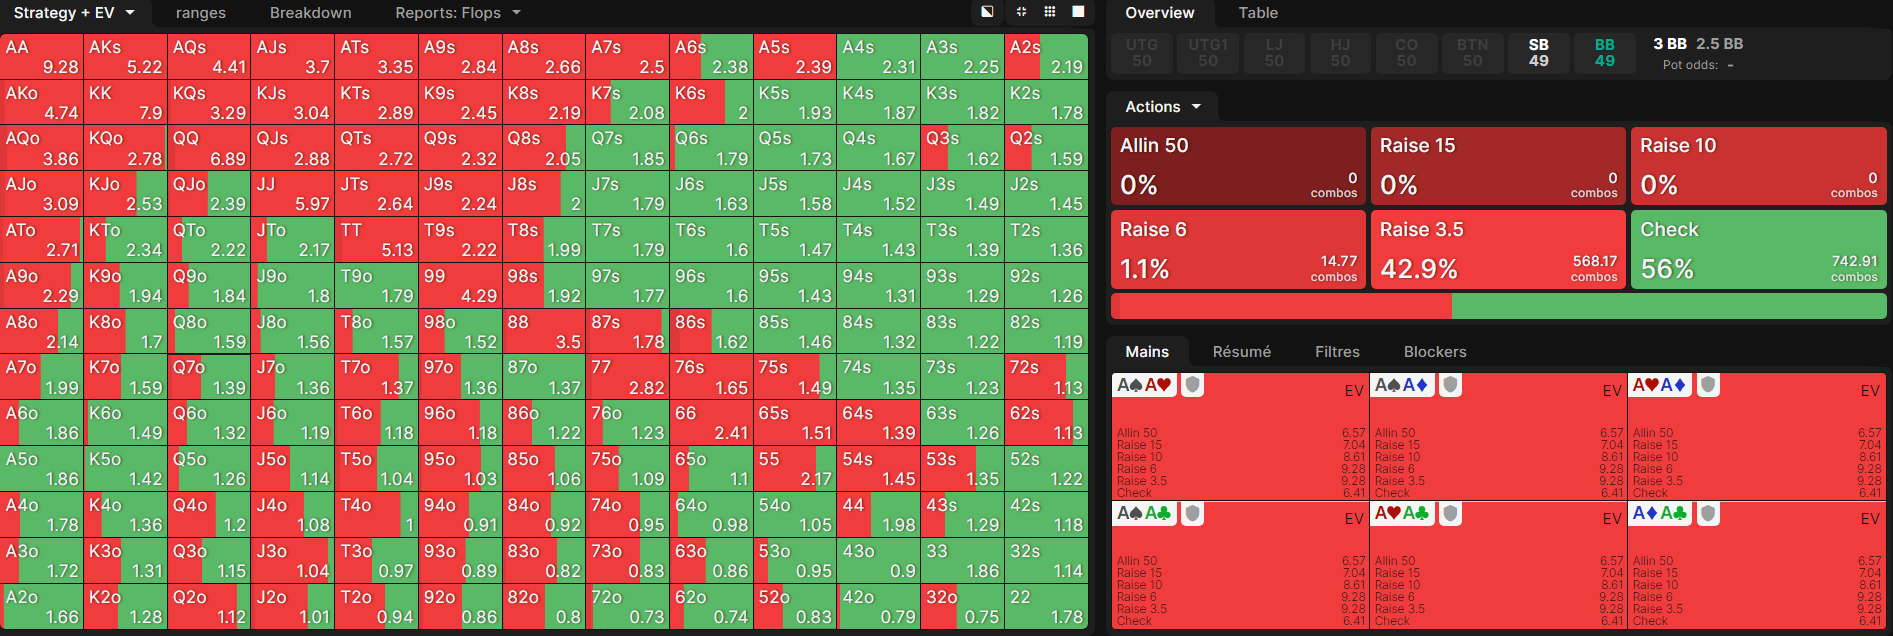 Strategy + EV ranges Breakdown Reports: Flops
AA AKs AQs AJs ATs A9s A8s A7s A6s A5s A4s A3s A2s
9.28 5.22 4.41 3.7 3.35 2.84 2.66 2.5 2.38 2.39 2.31 2.25 2.19
AKo KK KQs KJs KTs K9s K8s K7s K6s K5s K4s K3s K2s
4.74 7.9 3.29 3.04 2.89 2.45 2.19 2.08 2 1.93 1.87 1.82 1.78
AQo KQo QQ QJs QTs Q9s Q8s Q7s Q6s Q5s Q4s Q3s Q2s
3.86 2.78 6.89 2.88 2.72 2.32 2.05 1.85 1.79 1.73 1.67 1.62 1.59
AJo KJo QJo JJ JTs J9s J8s J7s J6s J5s J4s J3s J2s
3.09 2.53 2.39 5.97 2.64 2.24 2 1.79 1.63 1.58 1.52 1.49 1.45
ATo KTo QTo JTo TT T9s T8s T7s T6s T5s T4s T3s T2s
2.71 2.34 2.22 2.17 5.13 2.22 1.99 1.79 1.6 1.47 1.43 1.39 1.36
A9o K9o Q9o J9o T9o 99 98s 97s 96s 95s 94s 93s 92s
2.29 1.94 1.84 1.8 1.79 4.29 1.92 1.77 1.6 1.43 1.31 1.29 1.26
A8o K8o Q8o J8o T8o 98o 88 87s 86s 85s 84s 83s 82s
2.14 1.7 1.59 1.56 1.57 1.52 3.5 1.78 1.62 1.46 1.32 1.22 1.19
A7o K7o Q7o J7o T7o 97o 87o 77 76s 75s 74s 73s 72s
1.99 1.59 1.39 1.36 1.37 1.36 1.37 2.82 1.65 1.49 1.35 1.23 1.13
A6o K6o Q6o J6o T6o 96o 86o 76o 66 65s 64s 63s 62s
1.86 1.49 1.32 1.19 1.18 1.18 1.22 1.23 2.41 1.51 1.39 1.26 1.13
A5o K5o Q5o J5o T5o 95o 85o 75o 65o 55 54s 53s 52s
1.86 1.42 1.26 1.14 1.04 1.03 1.06 1.09 1.1 2.17 1.45 1.35 1.22
A4o K4o Q4o J4o T4o 94o 84o 74o 64o 54o 44 43s 42s
1.78 1.36 1.2 1.08 1 0.91 0.92 0.95 0.98 1.05 1.98 1.29 1.18
A3o K3o Q3o J3o T3o 93o 83o 73o 63o 53o 43o 33 32s
1.72 1.31 1.15 1.04 0.97 0.89 0.82 0.83 0.86 0.95 0.9 1.86 1.14
A2o K2o Q2o J2o T2o 92o 82o 72o 62o 52o 42o 32o 22
1.66 1.28 1.12 1.01 0.94 0.86 0.8 0.73 0.74 0.83 0.79 0.75 1.78
Overview Table
UTG UTG1 LJ HJ CO BTN SB BB 3 BB 2.5 BB
50 50 50 50 50 50 49 49 Pot odds: -
Actions
Allin 50 Raise 15 Raise 10
0% 0 combos 0% 0 combos 0% 0 combos
Raise 6 Raise 3.5 Check
1.1% 14.77 combos 42.9% 568.17 combos 56% 742.91 combos
Mains Résumé Filtres Blockers
A♠A♥ EV A♠A♦ EV A♥A♦ EV
Allin 50 6.57 Allin 50 6.57 Allin 50 6.57
Raise 15 7.04 Raise 15 7.04 Raise 15 7.04
Raise 10 8.61 Raise 10 8.61 Raise 10 8.61
Raise 6 9.28 Raise 6 9.28 Raise 6 9.28
Raise 3.5 9.28 Raise 3.5 9.28 Raise 3.5 9.28
Check 6.41 Check 6.41 Check 6.41
A♠A♣ EV A♥A♣ EV A♦A♣ EV
Allin 50 6.57 Allin 50 6.57 Allin 50 6.57
Raise 15 7.04 Raise 15 7.04 Raise 15 7.04
Raise 10 8.61 Raise 10 8.61 Raise 10 8.61
Raise 6 9.28 Raise 6 9.28 Raise 6 9.28
Raise 3.5 9.28 Raise 3.5 9.28 Raise 3.5 9.28
Check 6.41 Check 6.41 Check 6.41